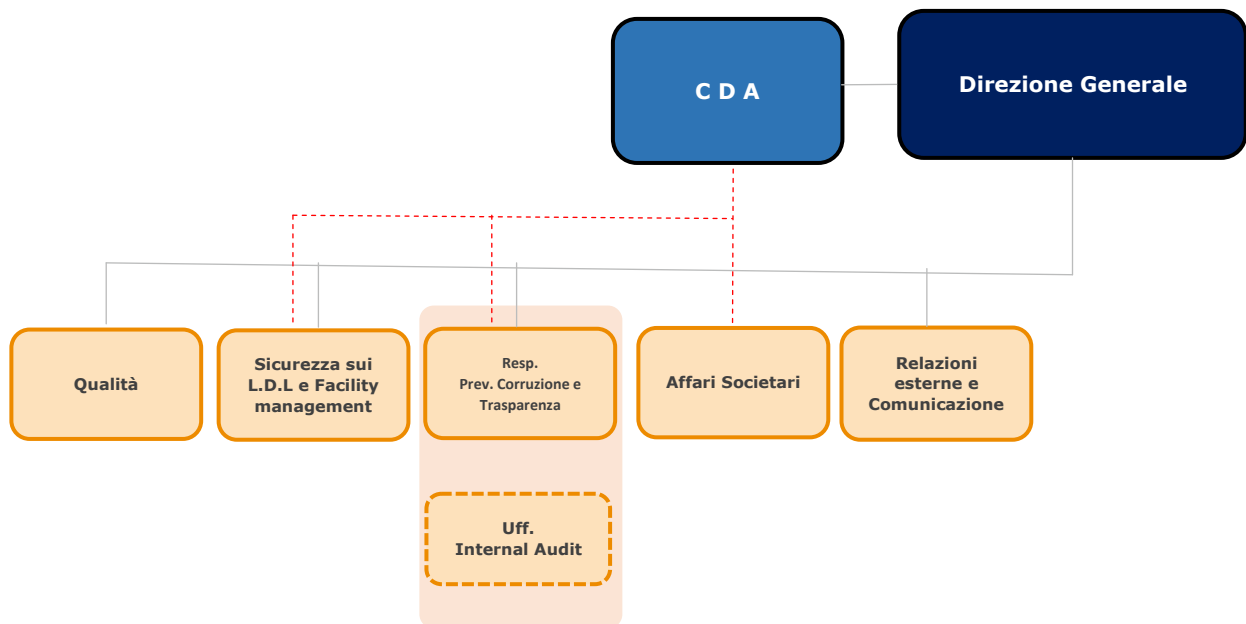 C D A
Direzione Generale
Qualità
Sicurezza sui
L.D.L e Facility
management
Resp.
Prev. Corruzione e
Trasparenza
Affari Societari
Relazioni
esterne e
Comunicazione
Uff.
Internal Audit